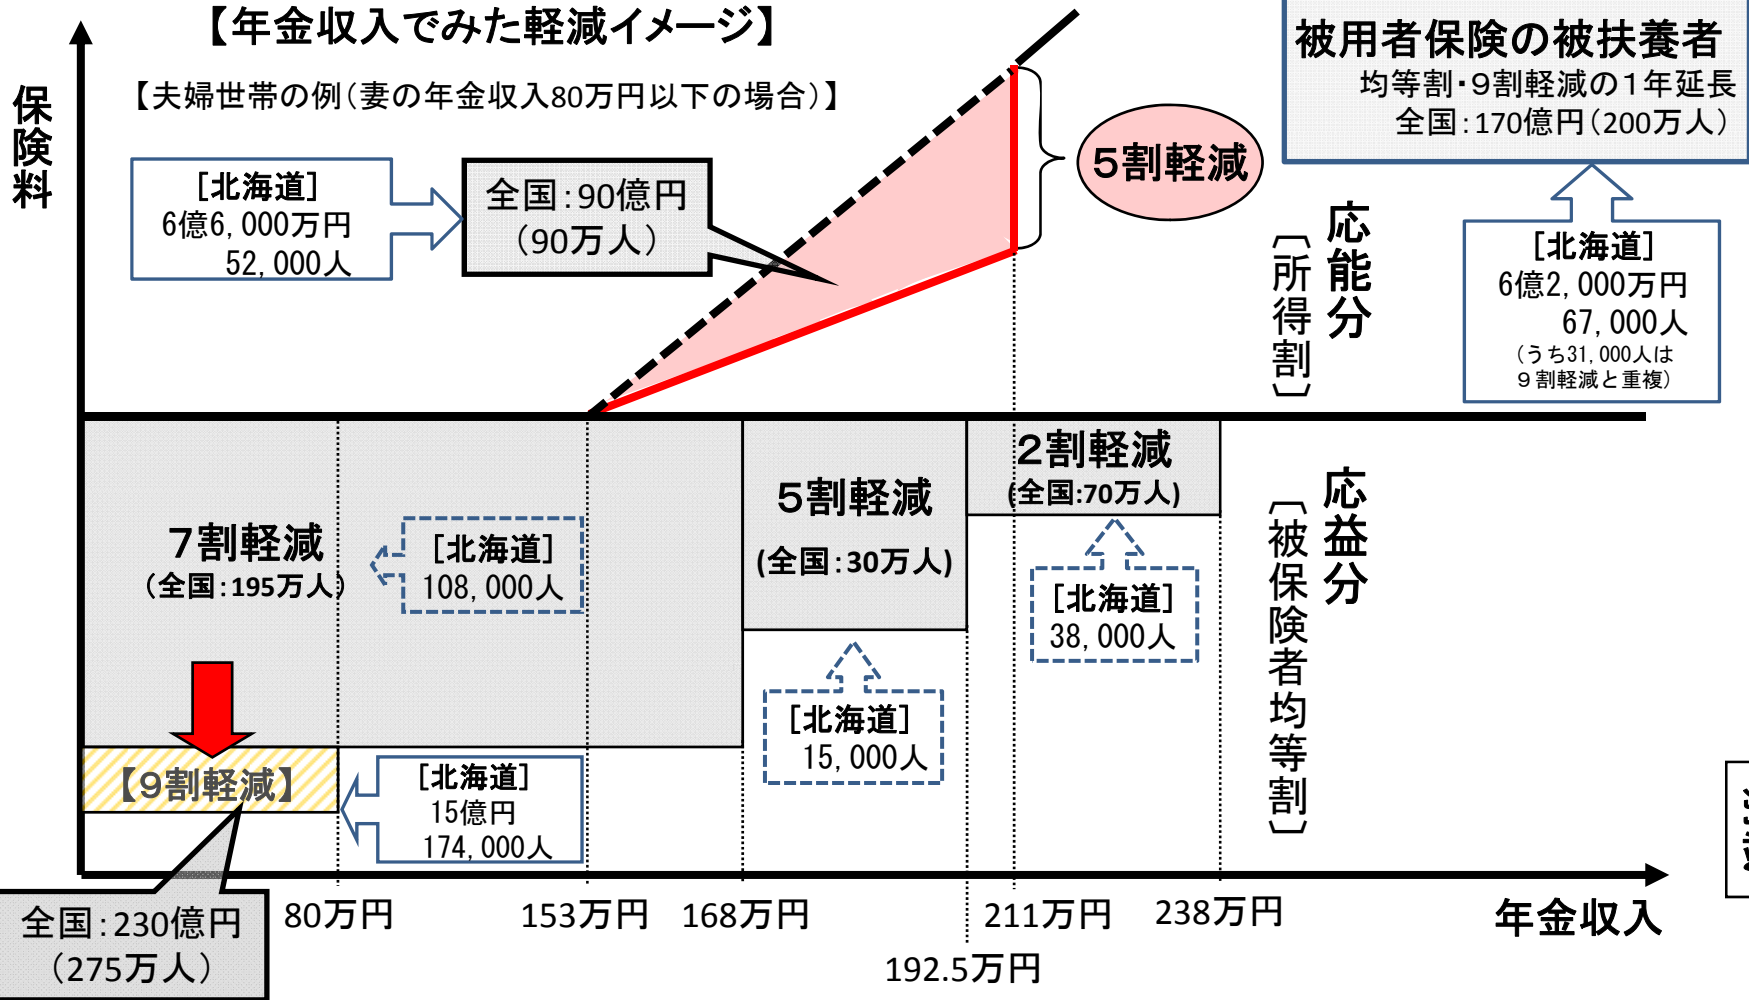 【年金収入でみた軽減イメージ】
【夫婦世帯の例（妻の年金収入80万円以下の場合）】
保険料
[北海道]
6億6,000万円
52,000人
全国：90億円
（90万人）
5割軽減
被用者保険の被扶養者
均等割・9割軽減の1年延長
全国：170億円（200万人）
[北海道]
6億2,000万円
67,000人
（うち31,000人は
9割軽減と重複）
応能分
〔所得割〕
7割軽減
（全国：195万人）
[北海道]
108,000人
5割軽減
（全国：30万人）
[北海道]
15,000人
2割軽減
（全国：70万人）
[北海道]
38,000人
応益分
〔被保険者均等割〕
【9割軽減】
[北海道]
15億円
174,000人
全国：230億円
（275万人）
80万円
153万円
168万円
192.5万円
211万円
238万円
年金収入